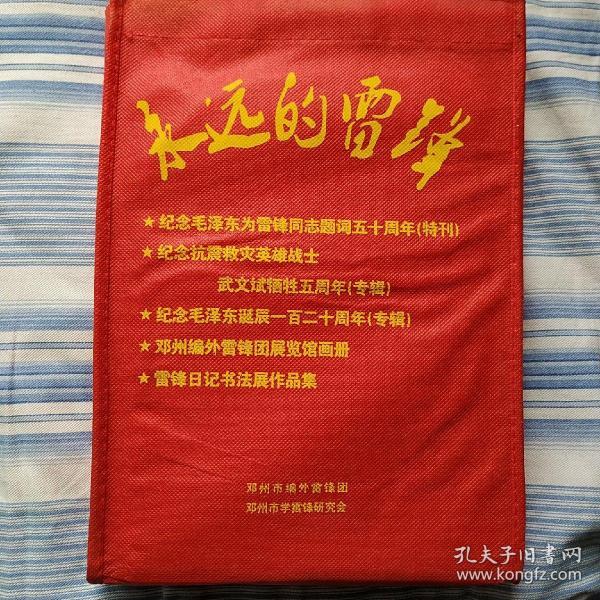 永远的雷锋
★纪念毛泽东为雷锋同志题词五十周年(特刊)
★纪念抗震救灾英雄战士
武文斌牺牲五周年(专辑)
★纪念毛泽东诞辰一百二十周年(专辑)
★邓州编外雷锋团展览馆画册
★雷锋日记书法展作品集
邓州市编外雷锋团
邓州市学雷锋研究会
孔夫子旧书网
www.kongfz.com